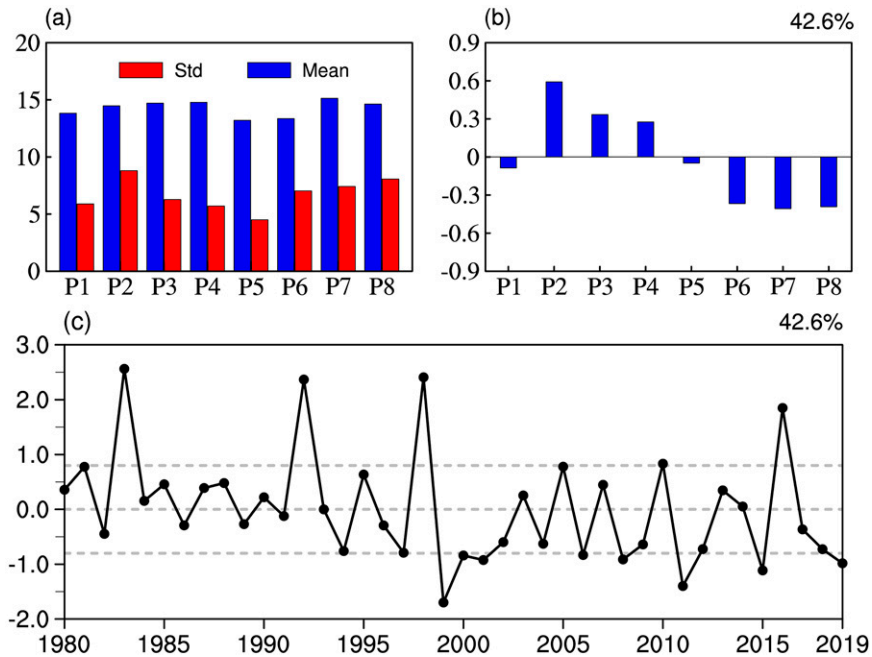 (a)
20
15
10
5
0
Std Mean
P1 P2 P3 P4 P5 P6 P7 P8
(b) 42.6%
0.9
0.6
0.3
0
-0.3
-0.6
-0.9
P1 P2 P3 P4 P5 P6 P7 P8
(c) 42.6%
3.0
2.0
1.0
0.0
-1.0
-2.0
1980 1985 1990 1995 2000 2005 2010 2015 2019